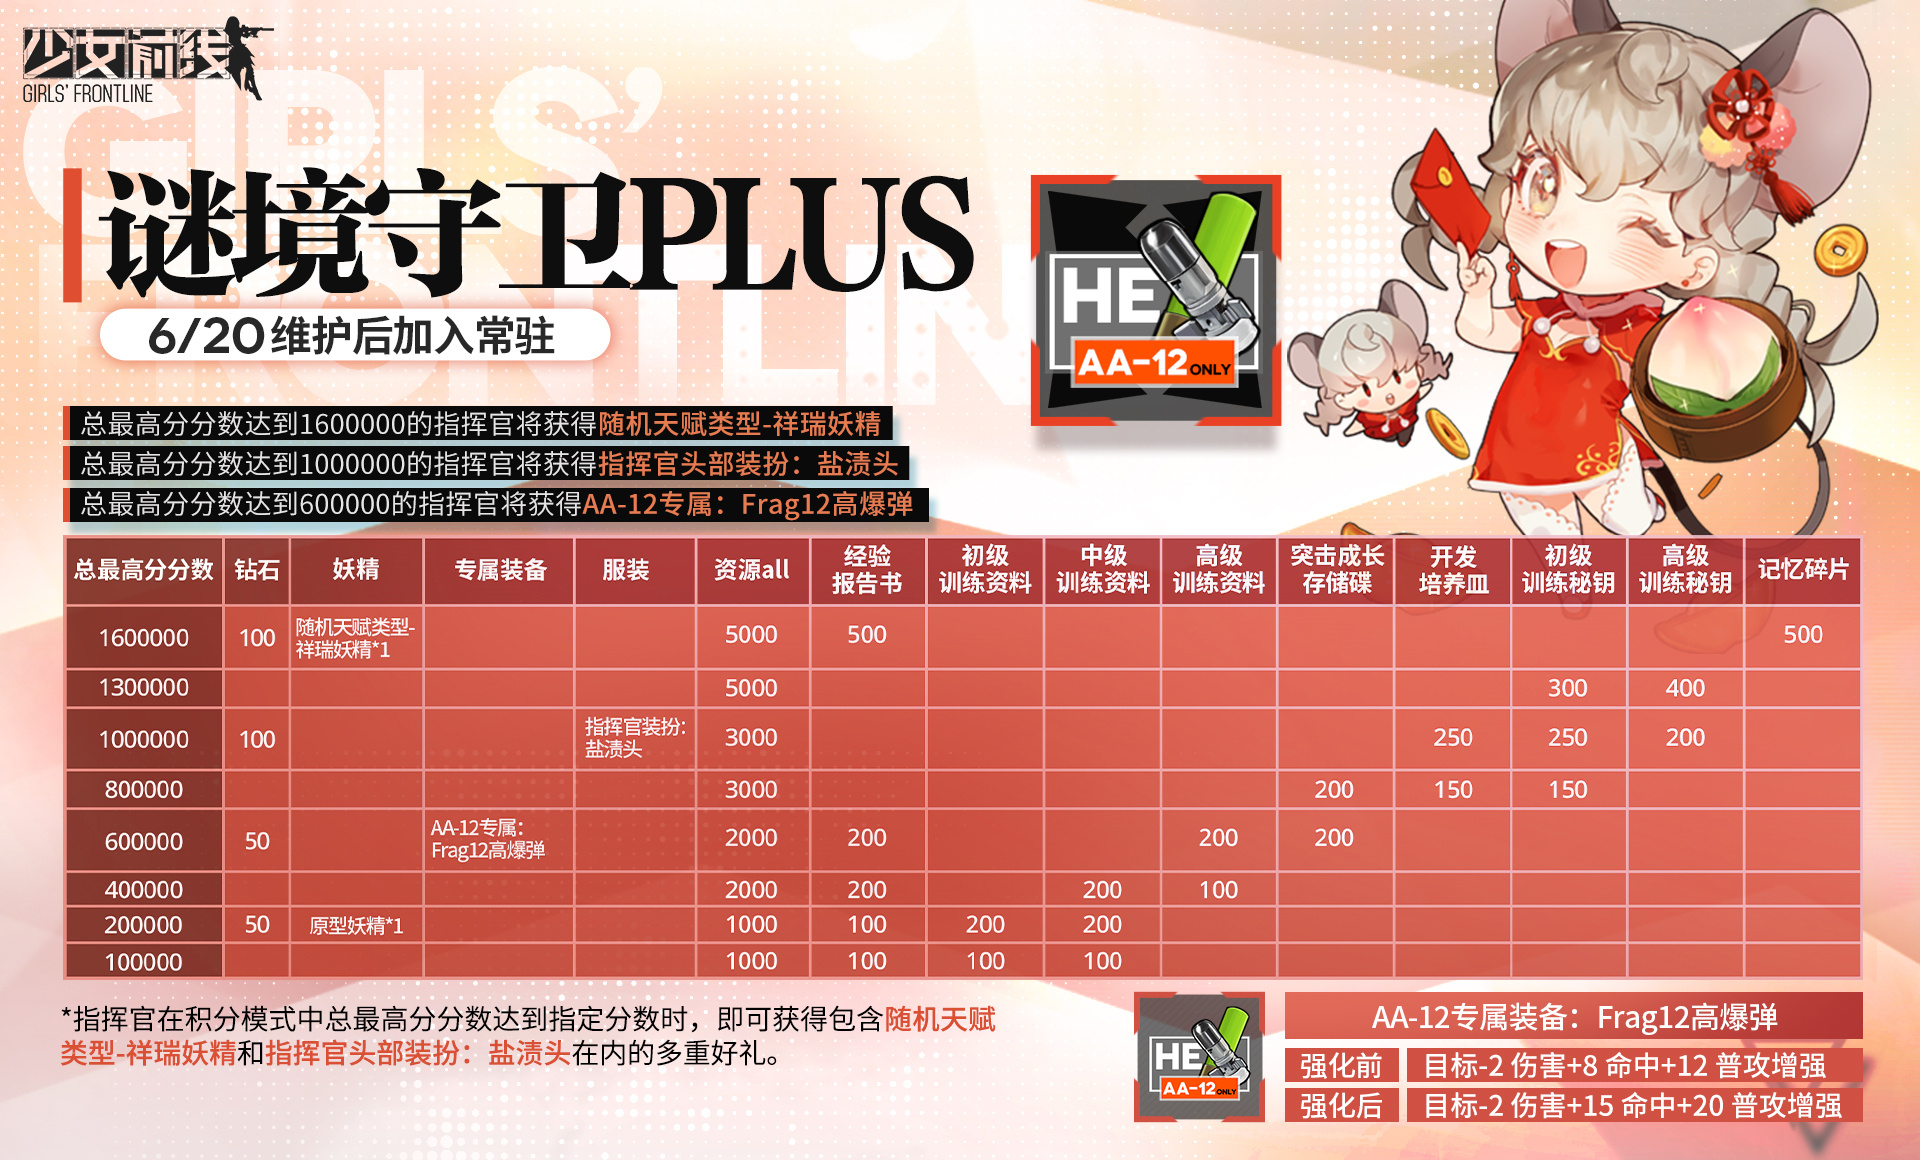 少女前线
GIRLS' FRONTLINE
GIRLS'
FRONTLINE
谜境守卫PLUS
6/20维护后加入常驻
HE
AA-12 ONLY
总最高分分数达到1600000的指挥官将获得随机天赋类型-祥瑞妖精
总最高分分数达到1000000的指挥官将获得指挥官头部装扮：盐渍头
总最高分分数达到600000的指挥官将获得AA-12专属：Frag12高爆弹
总最高分分数 钻石 妖精 专属装备 服装 资源all 经验报告书 初级训练资料 中级训练资料 高级训练资料 突击成长存储碟 开发培养皿 初级训练秘钥 高级训练秘钥 记忆碎片
1600000 100 随机天赋类型-祥瑞妖精*1 5000 500 500
1300000 5000 300 400
1000000 100 指挥官装扮：盐渍头 3000 250 250 200
800000 3000 200 150 150
600000 50 AA-12专属：Frag12高爆弹 2000 200 200 200
400000 2000 200 200 100
200000 50 原型妖精*1 1000 100 200 200
100000 1000 100 100 100
*指挥官在积分模式中总最高分分数达到指定分数时，即可获得包含随机天赋
类型-祥瑞妖精和指挥官头部装扮：盐渍头在内的多重好礼。
HE
AA-12 ONLY
AA-12专属装备：Frag12高爆弹
强化前 目标-2 伤害+8 命中+12 普攻增强
强化后 目标-2 伤害+15 命中+20 普攻增强